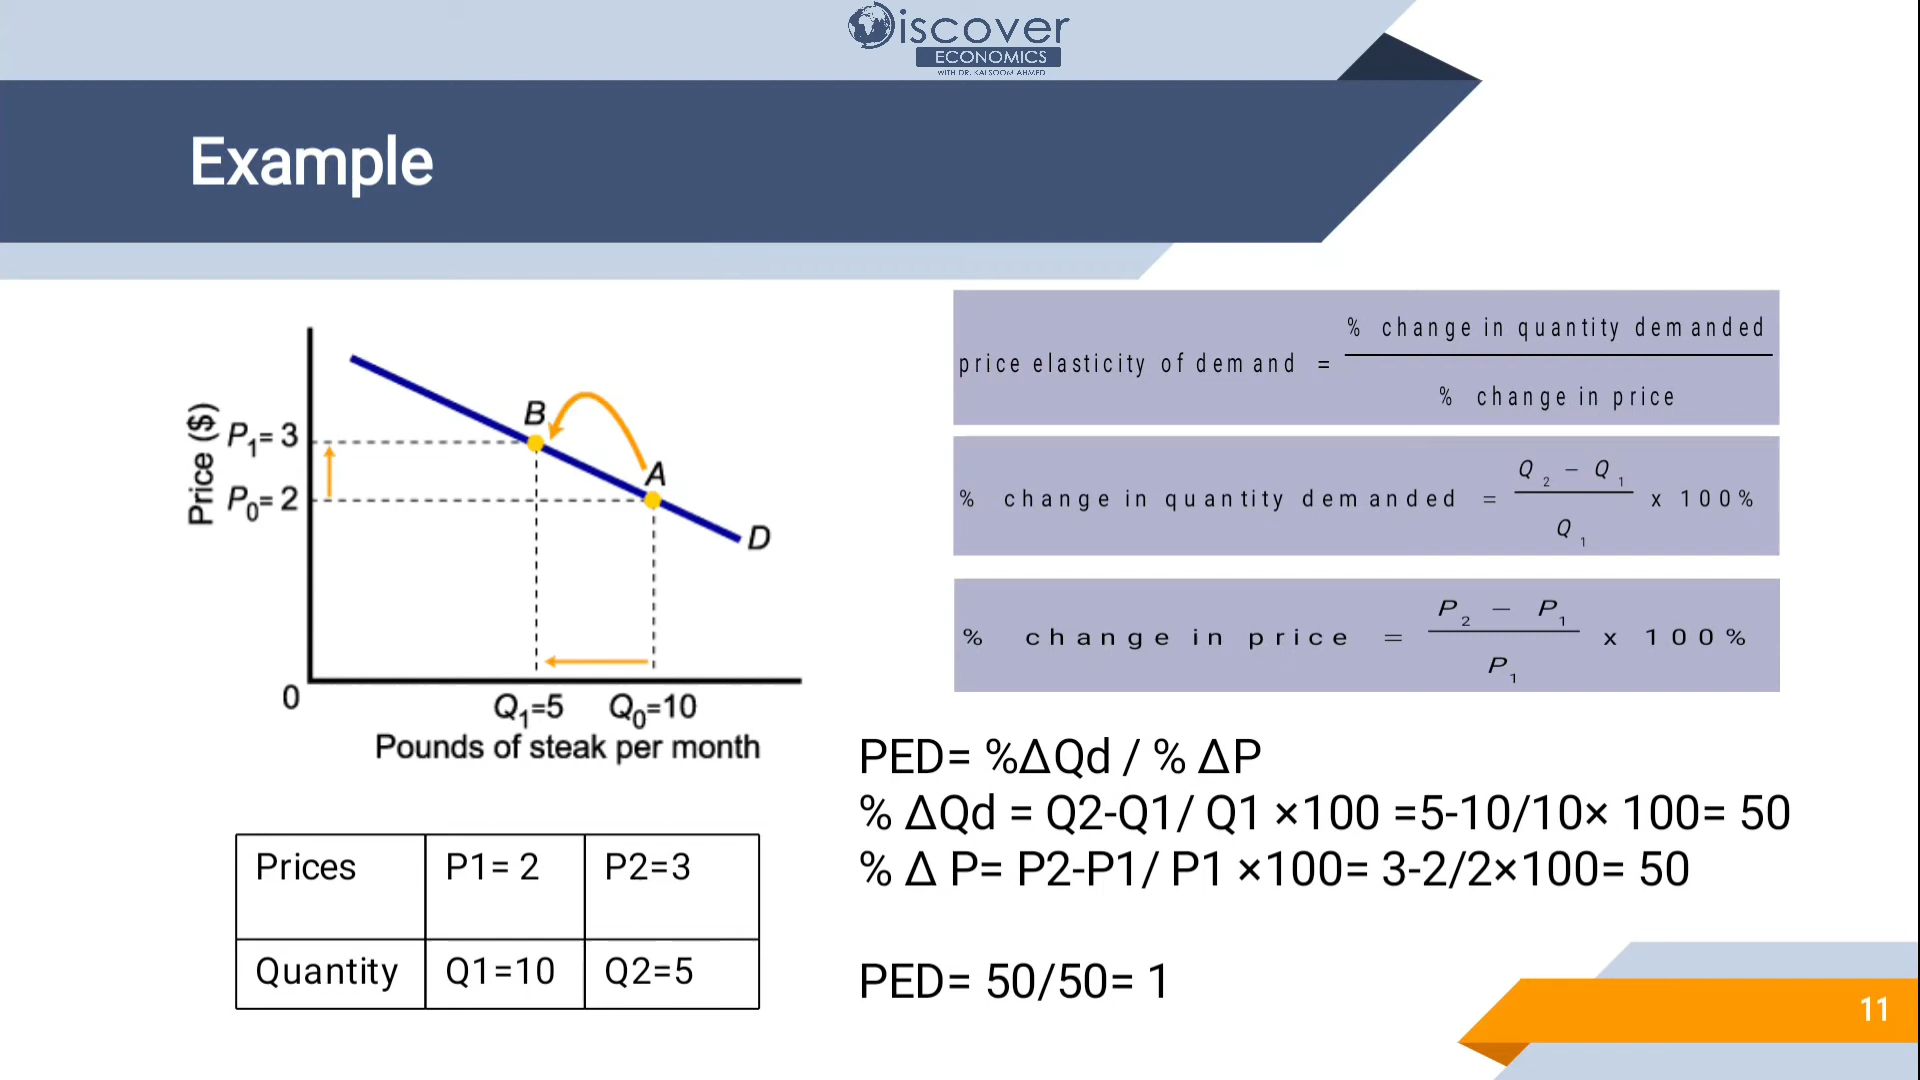 Discover
ECONOMICS
WITH DR. KALSOOM AHMED
Example
Price ($)
P1= 3
P0= 2
B
A
D
0
Q1=5 Q0=10
Pounds of steak per month
Prices P1= 2 P2=3
Quantity Q1=10 Q2=5
price elasticity of demand = % change in quantity demanded
% change in price
% change in quantity demanded = Q2 − Q1
Q1
x 100%
% change in price = P2 − P1
P1
x 100%
PED= %ΔQd / % ΔP
% ΔQd = Q2-Q1/ Q1 ×100 =5-10/10× 100= 50
% Δ P= P2-P1/ P1 ×100= 3-2/2×100= 50
PED= 50/50= 1
11